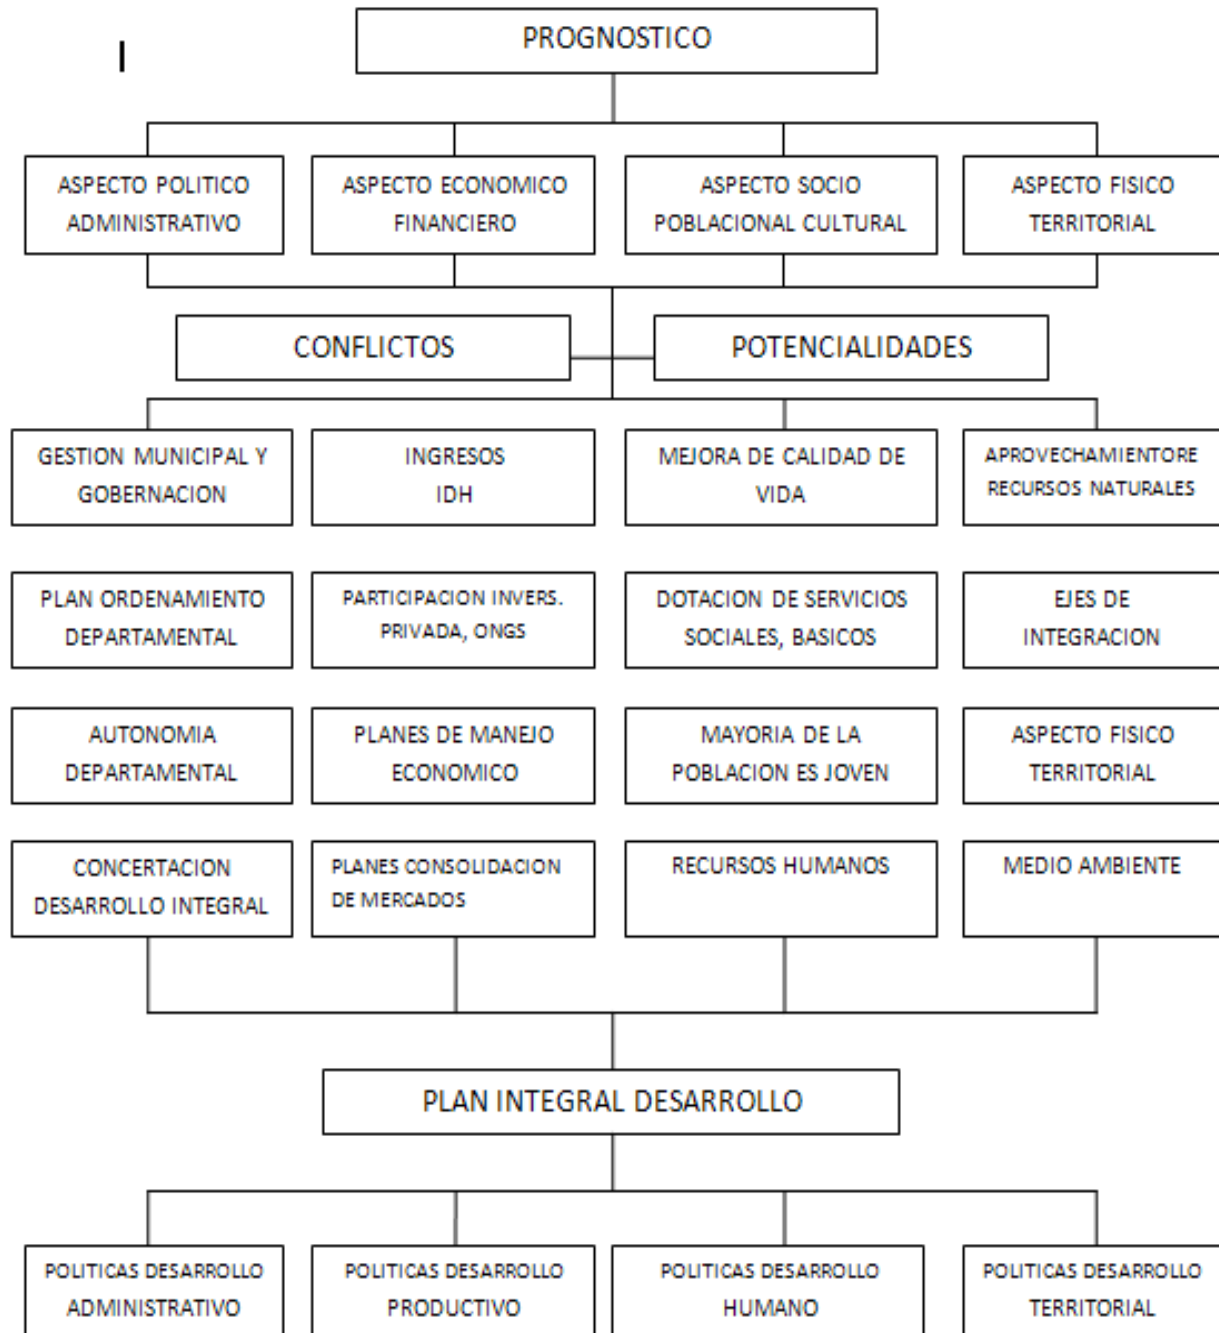 PROGNOSTICO
ASPECTO POLITICO
ADMINISTRATIVO
ASPECTO ECONOMICO
FINANCIERO
ASPECTO SOCIO
POBLACIONAL CULTURAL
ASPECTO FISICO
TERRITORIAL
CONFLICTOS
POTENCIALIDADES
GESTION MUNICIPAL Y
GOBERNACION
INGRESOS
IDH
MEJORA DE CALIDAD DE
VIDA
APROVECHAMIENTORE
RECURSOS NATURALES
PLAN ORDENAMIENTO
DEPARTAMENTAL
PARTICIPACION INVERS.
PRIVADA, ONGS
DOTACION DE SERVICIOS
SOCIALES, BASICOS
EJES DE
INTEGRACION
AUTONOMIA
DEPARTAMENTAL
PLANES DE MANEJO
ECONOMICO
MAYORIA DE LA
POBLACION ES JOVEN
ASPECTO FISICO
TERRITORIAL
CONCERTACION
DESARROLLO INTEGRAL
PLANES CONSOLIDACION
DE MERCADOS
RECURSOS HUMANOS
MEDIO AMBIENTE
PLAN INTEGRAL DESARROLLO
POLITICAS DESARROLLO
ADMINISTRATIVO
POLITICAS DESARROLLO
PRODUCTIVO
POLITICAS DESARROLLO
HUMANO
POLITICAS DESARROLLO
TERRITORIAL